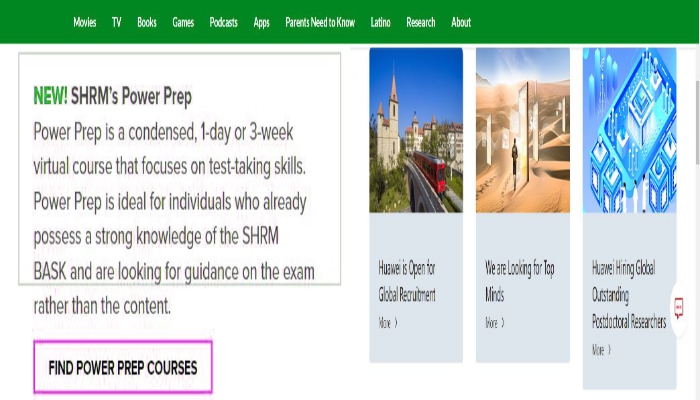 Movies TV Books Games Podcasts Apps Parents Need to Know Latino Research About
NEW! SHRM's Power Prep
Power Prep is a condensed, 1-day or 3-week
virtual course that focuses on test-taking skills.
Power Prep is ideal for individuals who already
possess a strong knowledge of the SHRM
BASK and are looking for guidance on the exam
rather than the content.
FIND POWER PREP COURSES
Huawei is Open for
Global Recruitment
More >
We are Looking for Top
Minds
More >
Huawei Hiring Global
Outstanding
Postdoctoral Researchers
More >